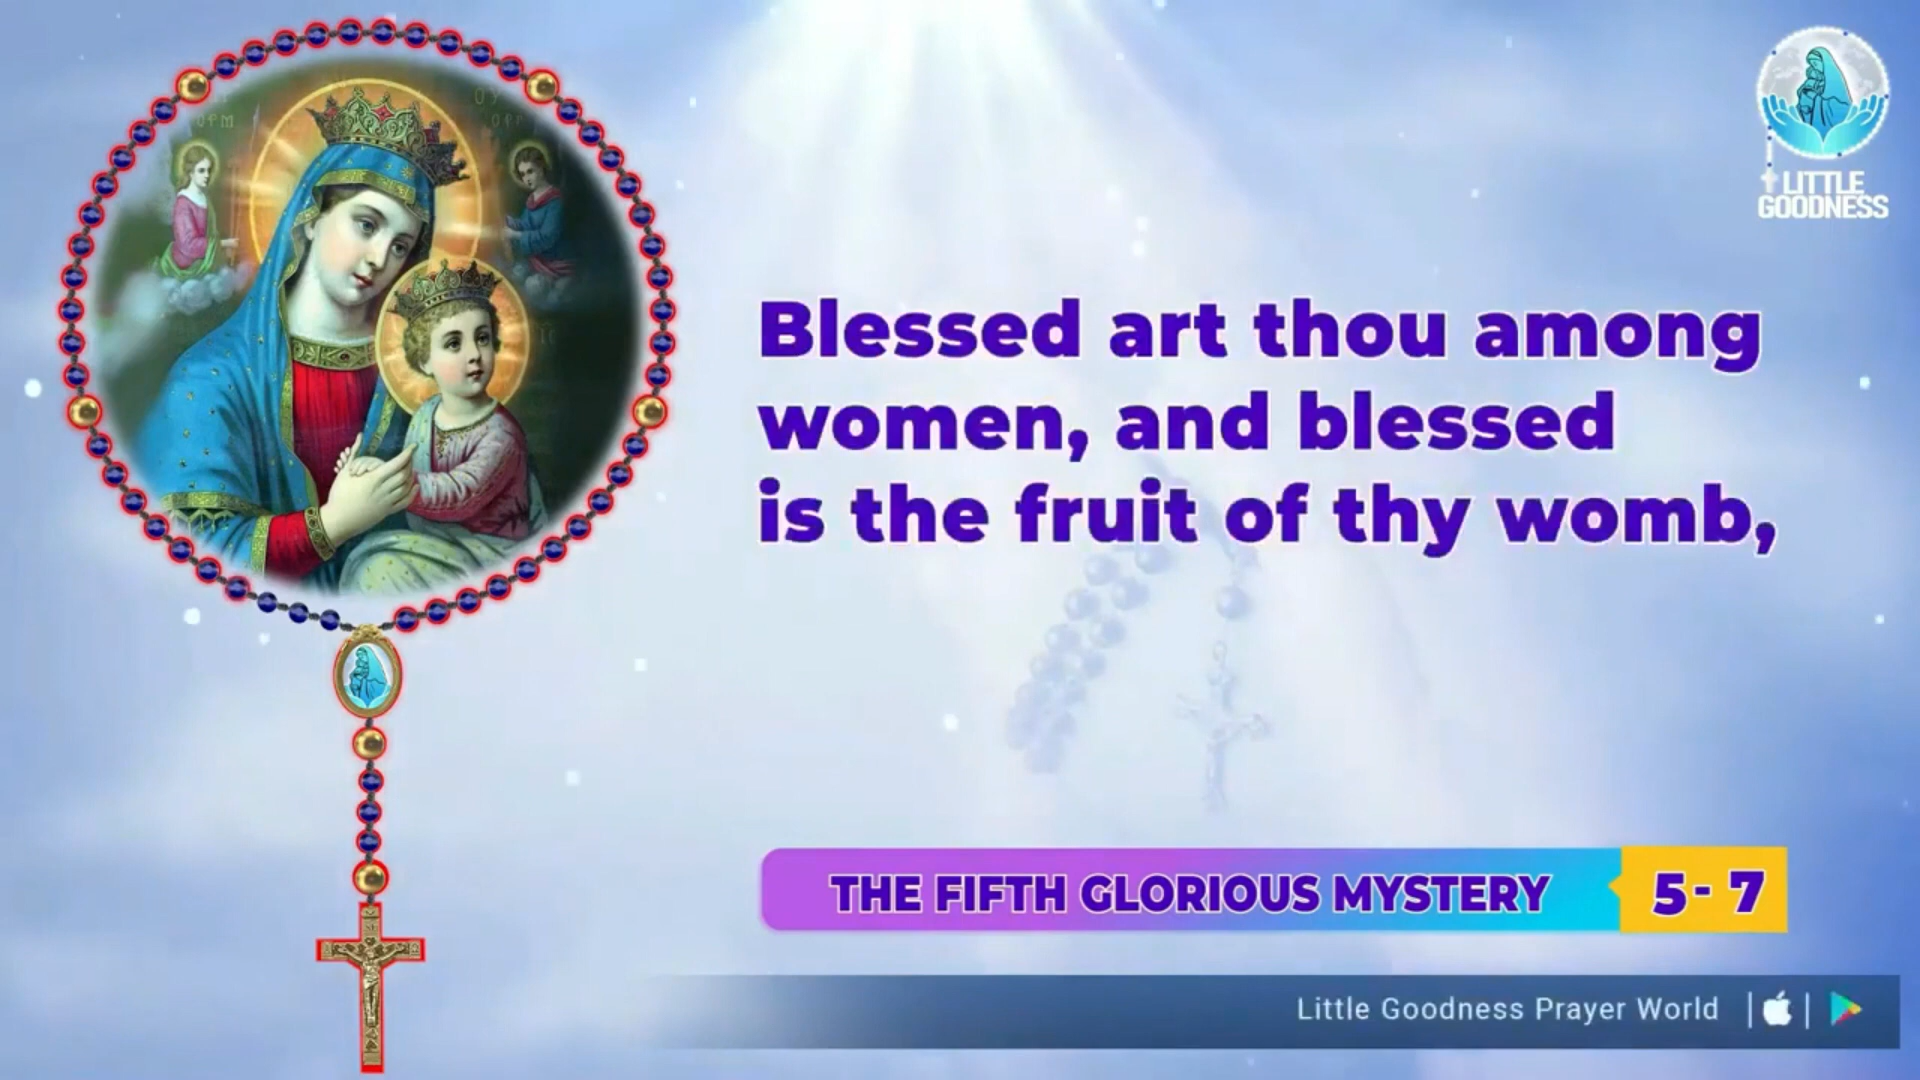 LITTLE
GOODNESS
Blessed art thou among
women, and blessed
is the fruit of thy womb,
THE FIFTH GLORIOUS MYSTERY 5- 7
Little Goodness Prayer World